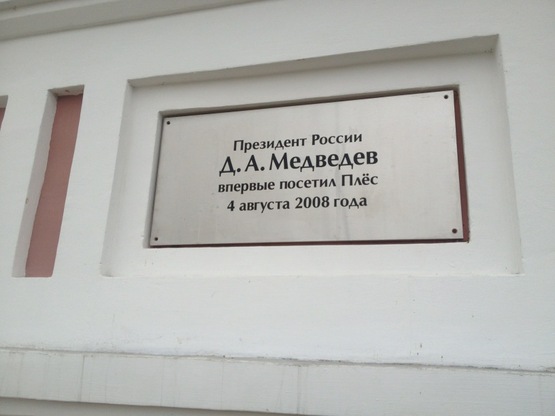 Президент России
Д. А. Медведев
впервые посетил Плёс
4 августа 2008 года